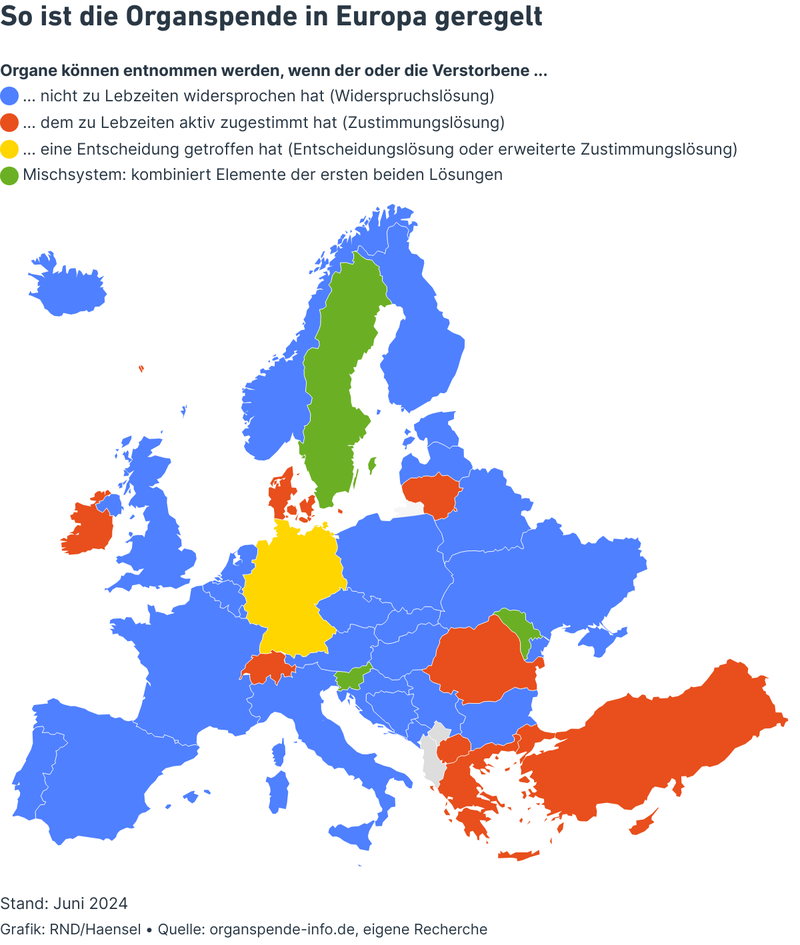 So ist die Organspende in Europa geregelt
Organe können entnommen werden, wenn der oder die Verstorbene ...
... nicht zu Lebzeiten widersprochen hat (Widerspruchslösung)
... dem zu Lebzeiten aktiv zugestimmt hat (Zustimmungslösung)
... eine Entscheidung getroffen hat (Entscheidungslösung oder erweiterte Zustimmungslösung)
Mischsystem: kombiniert Elemente der ersten beiden Lösungen
Stand: Juni 2024
Grafik: RND/Haensel • Quelle: organspende-info.de, eigene Recherche